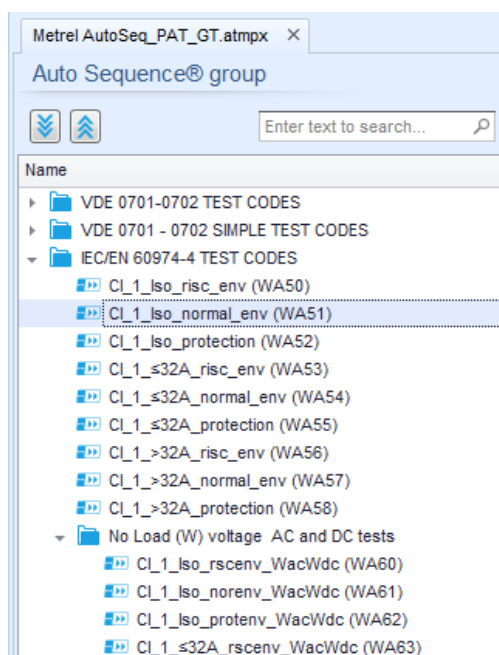 Metrel AutoSeq_PAT_GT.atmpx ×
Auto Sequence® group
Enter text to search...
Name
VDE 0701-0702 TEST CODES
VDE 0701 - 0702 SIMPLE TEST CODES
IEC/EN 60974-4 TEST CODES
Cl_1_Iso_risc_env (WA50)
Cl_1_Iso_normal_env (WA51)
Cl_1_Iso_protection (WA52)
Cl_1_≤32A_risc_env (WA53)
Cl_1_≤32A_normal_env (WA54)
Cl_1_≤32A_protection (WA55)
Cl_1_>32A_risc_env (WA56)
Cl_1_>32A_normal_env (WA57)
Cl_1_>32A_protection (WA58)
No Load (W) voltage AC and DC tests
Cl_1_Iso_rscenv_WacWdc (WA60)
Cl_1_Iso_norenv_WacWdc (WA61)
Cl_1_Iso_protenv_WacWdc (WA62)
Cl_1_≤32A_rscenv_WacWdc (WA63)